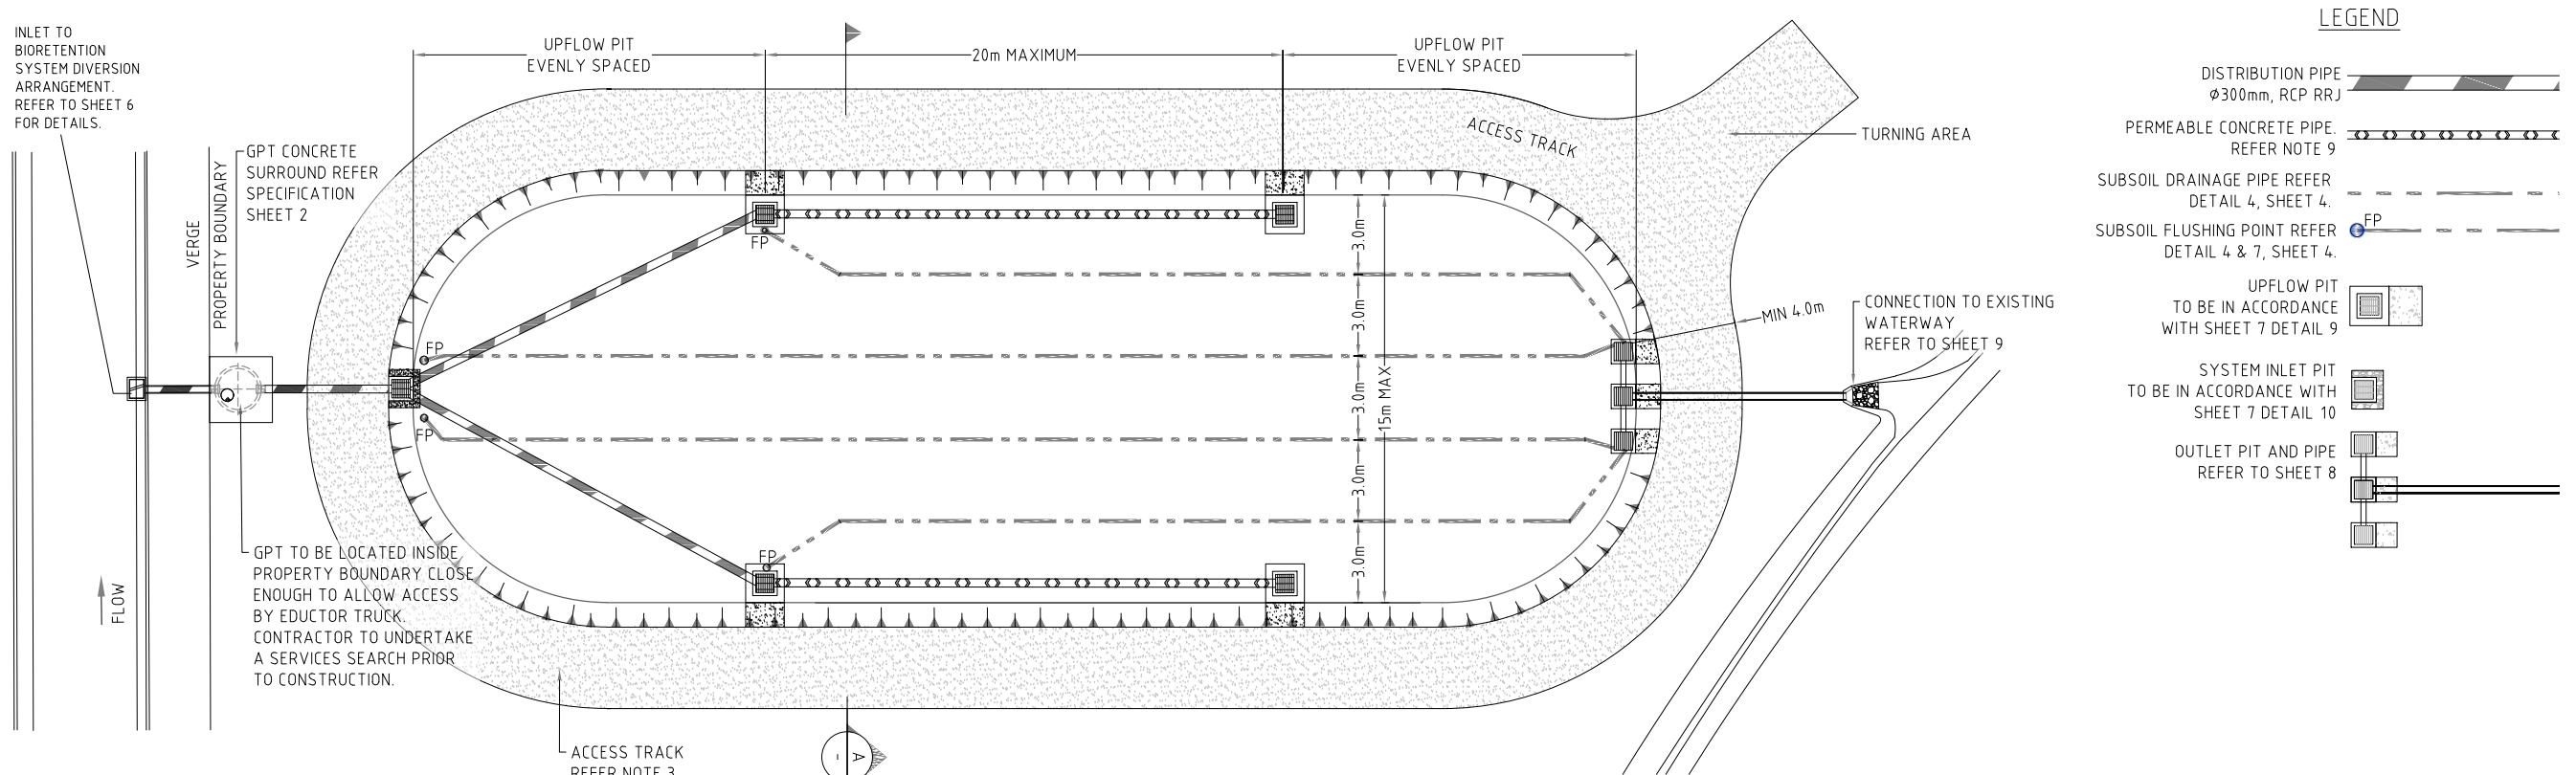 INLET TO
BIORETENTION
SYSTEM DIVERSION
ARRANGEMENT.
REFER TO SHEET 6
FOR DETAILS.
UPFLOW PIT
EVENLY SPACED
20m MAXIMUM
UPFLOW PIT
EVENLY SPACED
VERGE
PROPERTY BOUNDARY
GPT CONCRETE
SURROUND REFER
SPECIFICATION
SHEET 2
ACCESS TRACK
TURNING AREA
FP
FP
FP
FP
3.0m
3.0m
3.0m
3.0m
3.0m
15m MAX
MIN 4.0m
CONNECTION TO EXISTING
WATERWAY
REFER TO SHEET 9
GPT TO BE LOCATED INSIDE
PROPERTY BOUNDARY CLOSE
ENOUGH TO ALLOW ACCESS
BY EDUCTOR TRUCK.
CONTRACTOR TO UNDERTAKE
A SERVICES SEARCH PRIOR
TO CONSTRUCTION.
FLOW
ACCESS TRACK
REFER NOTE 3
A
-
LEGEND
DISTRIBUTION PIPE
Ø300mm, RCP RRJ
PERMEABLE CONCRETE PIPE.
REFER NOTE 9
SUBSOIL DRAINAGE PIPE REFER
DETAIL 4, SHEET 4.
FP
SUBSOIL FLUSHING POINT REFER
DETAIL 4 & 7, SHEET 4.
UPFLOW PIT
TO BE IN ACCORDANCE
WITH SHEET 7 DETAIL 9
SYSTEM INLET PIT
TO BE IN ACCORDANCE WITH
SHEET 7 DETAIL 10
OUTLET PIT AND PIPE
REFER TO SHEET 8